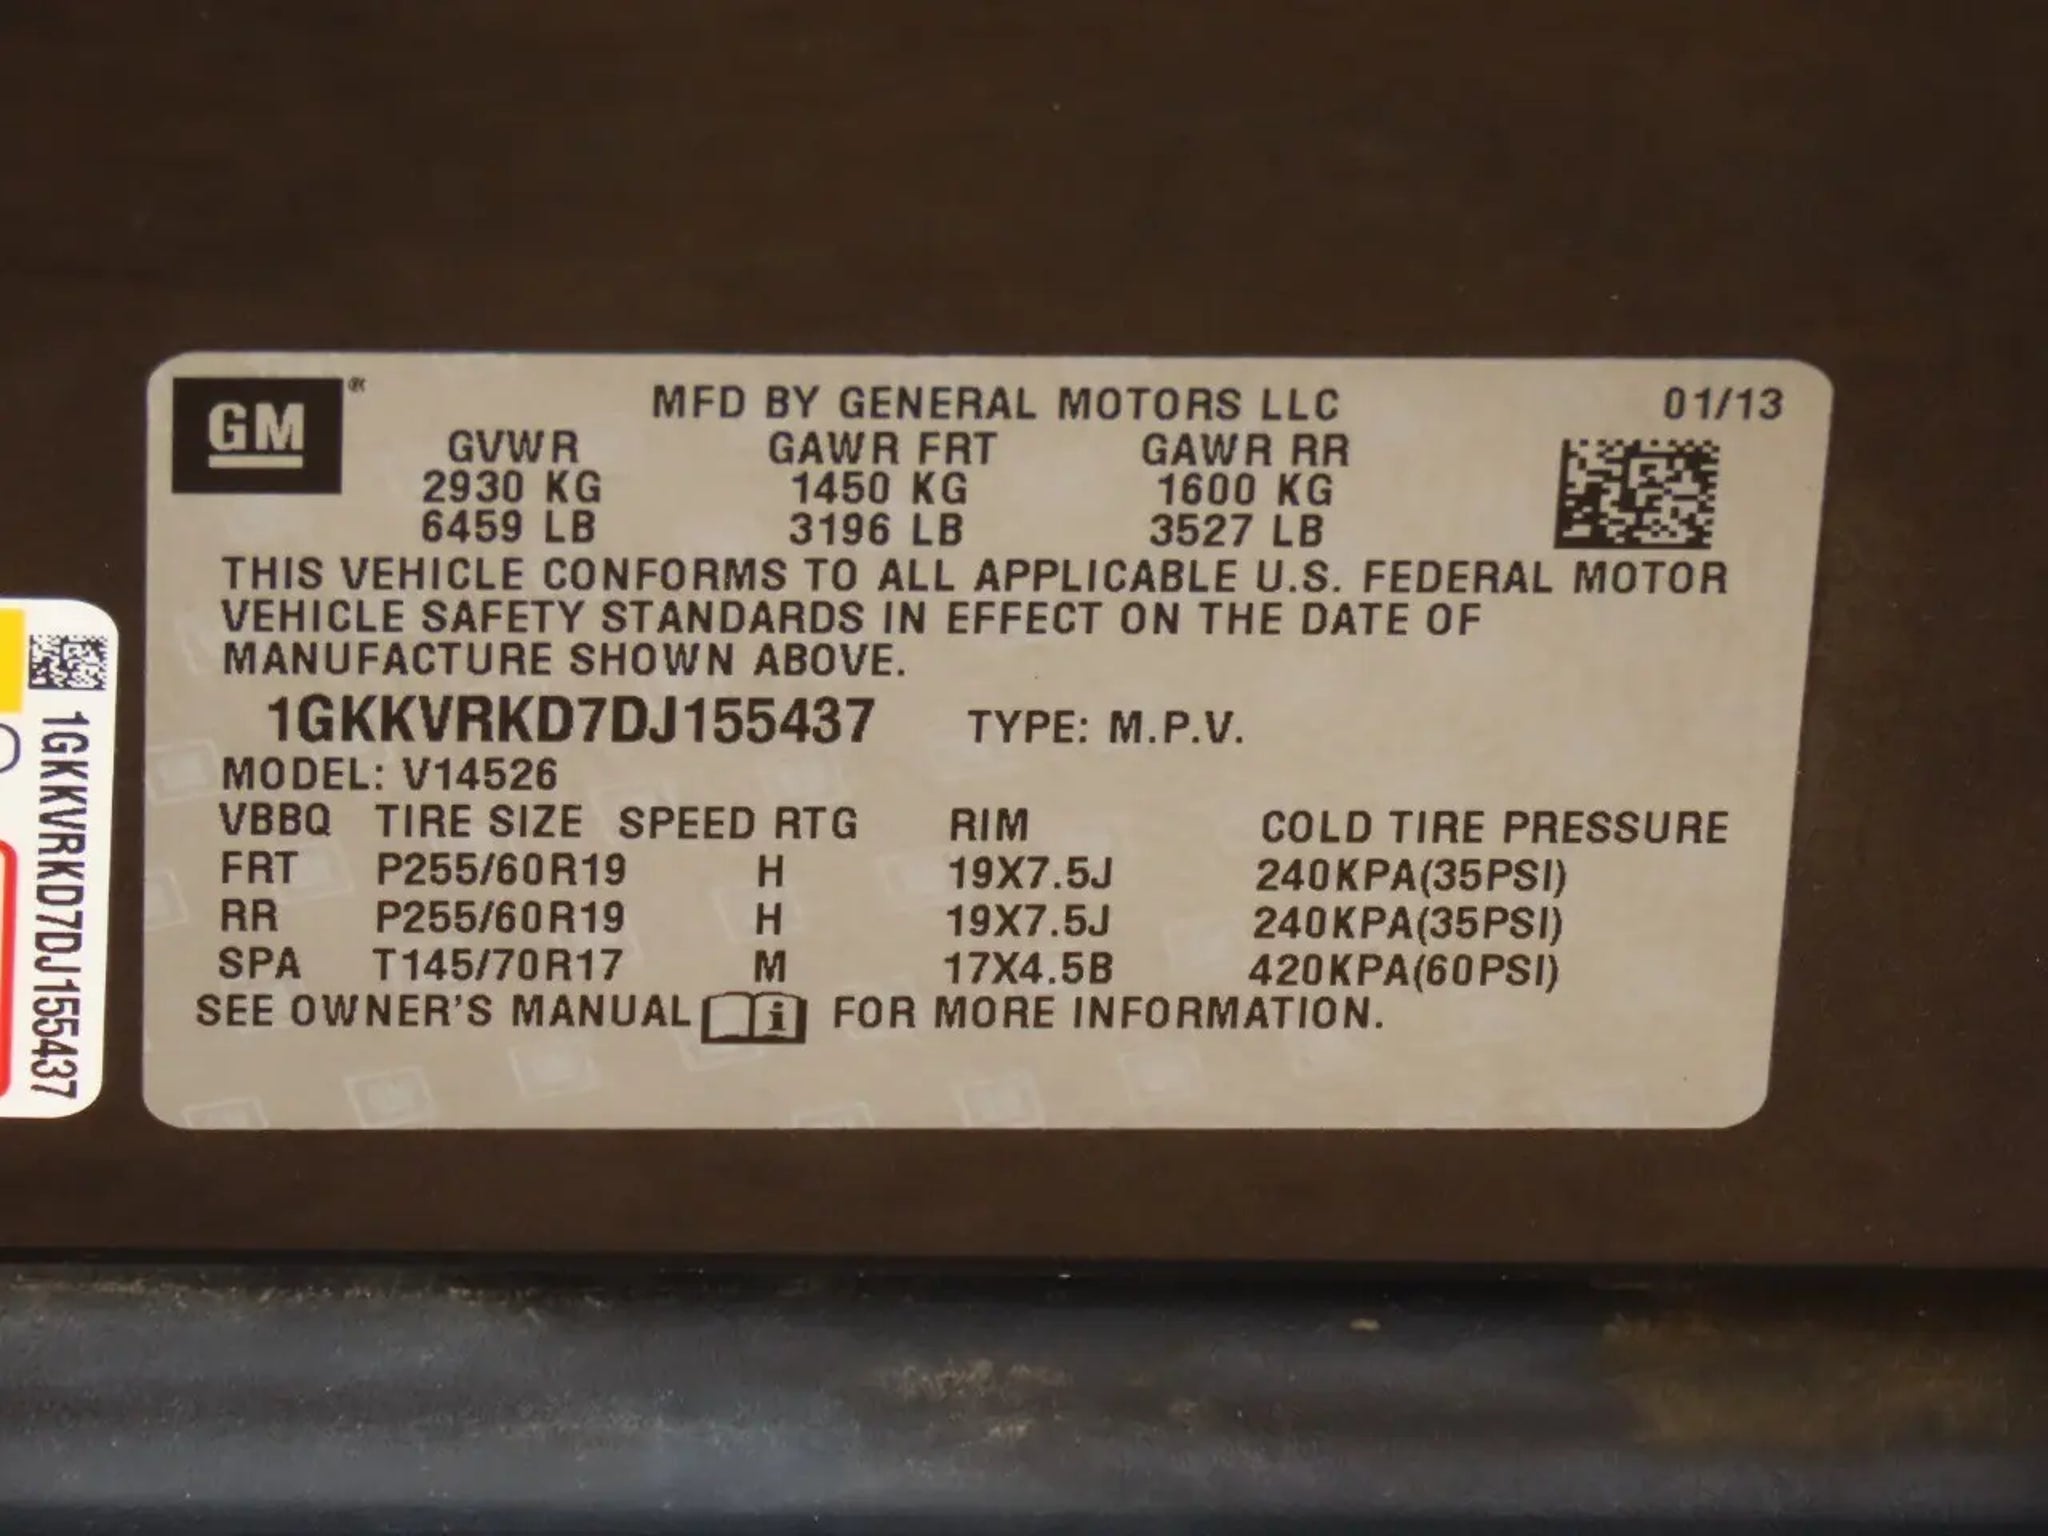 GM ®
MFD BY GENERAL MOTORS LLC 01/13
GVWR GAWR FRT GAWR RR
2930 KG 1450 KG 1600 KG
6459 LB 3196 LB 3527 LB
THIS VEHICLE CONFORMS TO ALL APPLICABLE U.S. FEDERAL MOTOR
VEHICLE SAFETY STANDARDS IN EFFECT ON THE DATE OF
MANUFACTURE SHOWN ABOVE.
1GKKVRKD7DJ155437 TYPE: M.P.V.
MODEL: V14526
VBBQ TIRE SIZE SPEED RTG RIM COLD TIRE PRESSURE
FRT P255/60R19 H 19X7.5J 240KPA(35PSI)
RR P255/60R19 H 19X7.5J 240KPA(35PSI)
SPA T145/70R17 M 17X4.5B 420KPA(60PSI)
SEE OWNER'S MANUAL i FOR MORE INFORMATION.
1GKKVRKD7DJ155437